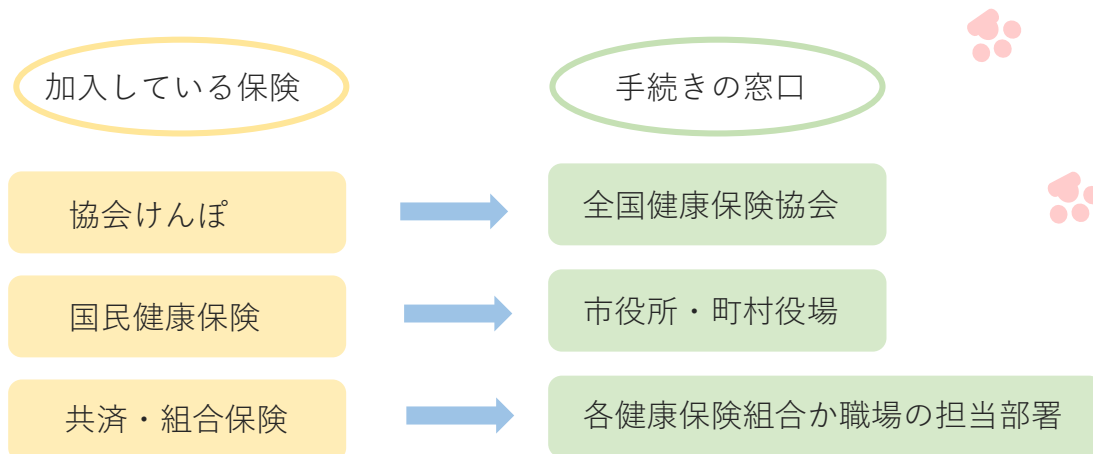 加入している保険
手続きの窓口
協会けんぽ
全国健康保険協会
国民健康保険
市役所・町村役場
共済・組合保険
各健康保険組合か職場の担当部署